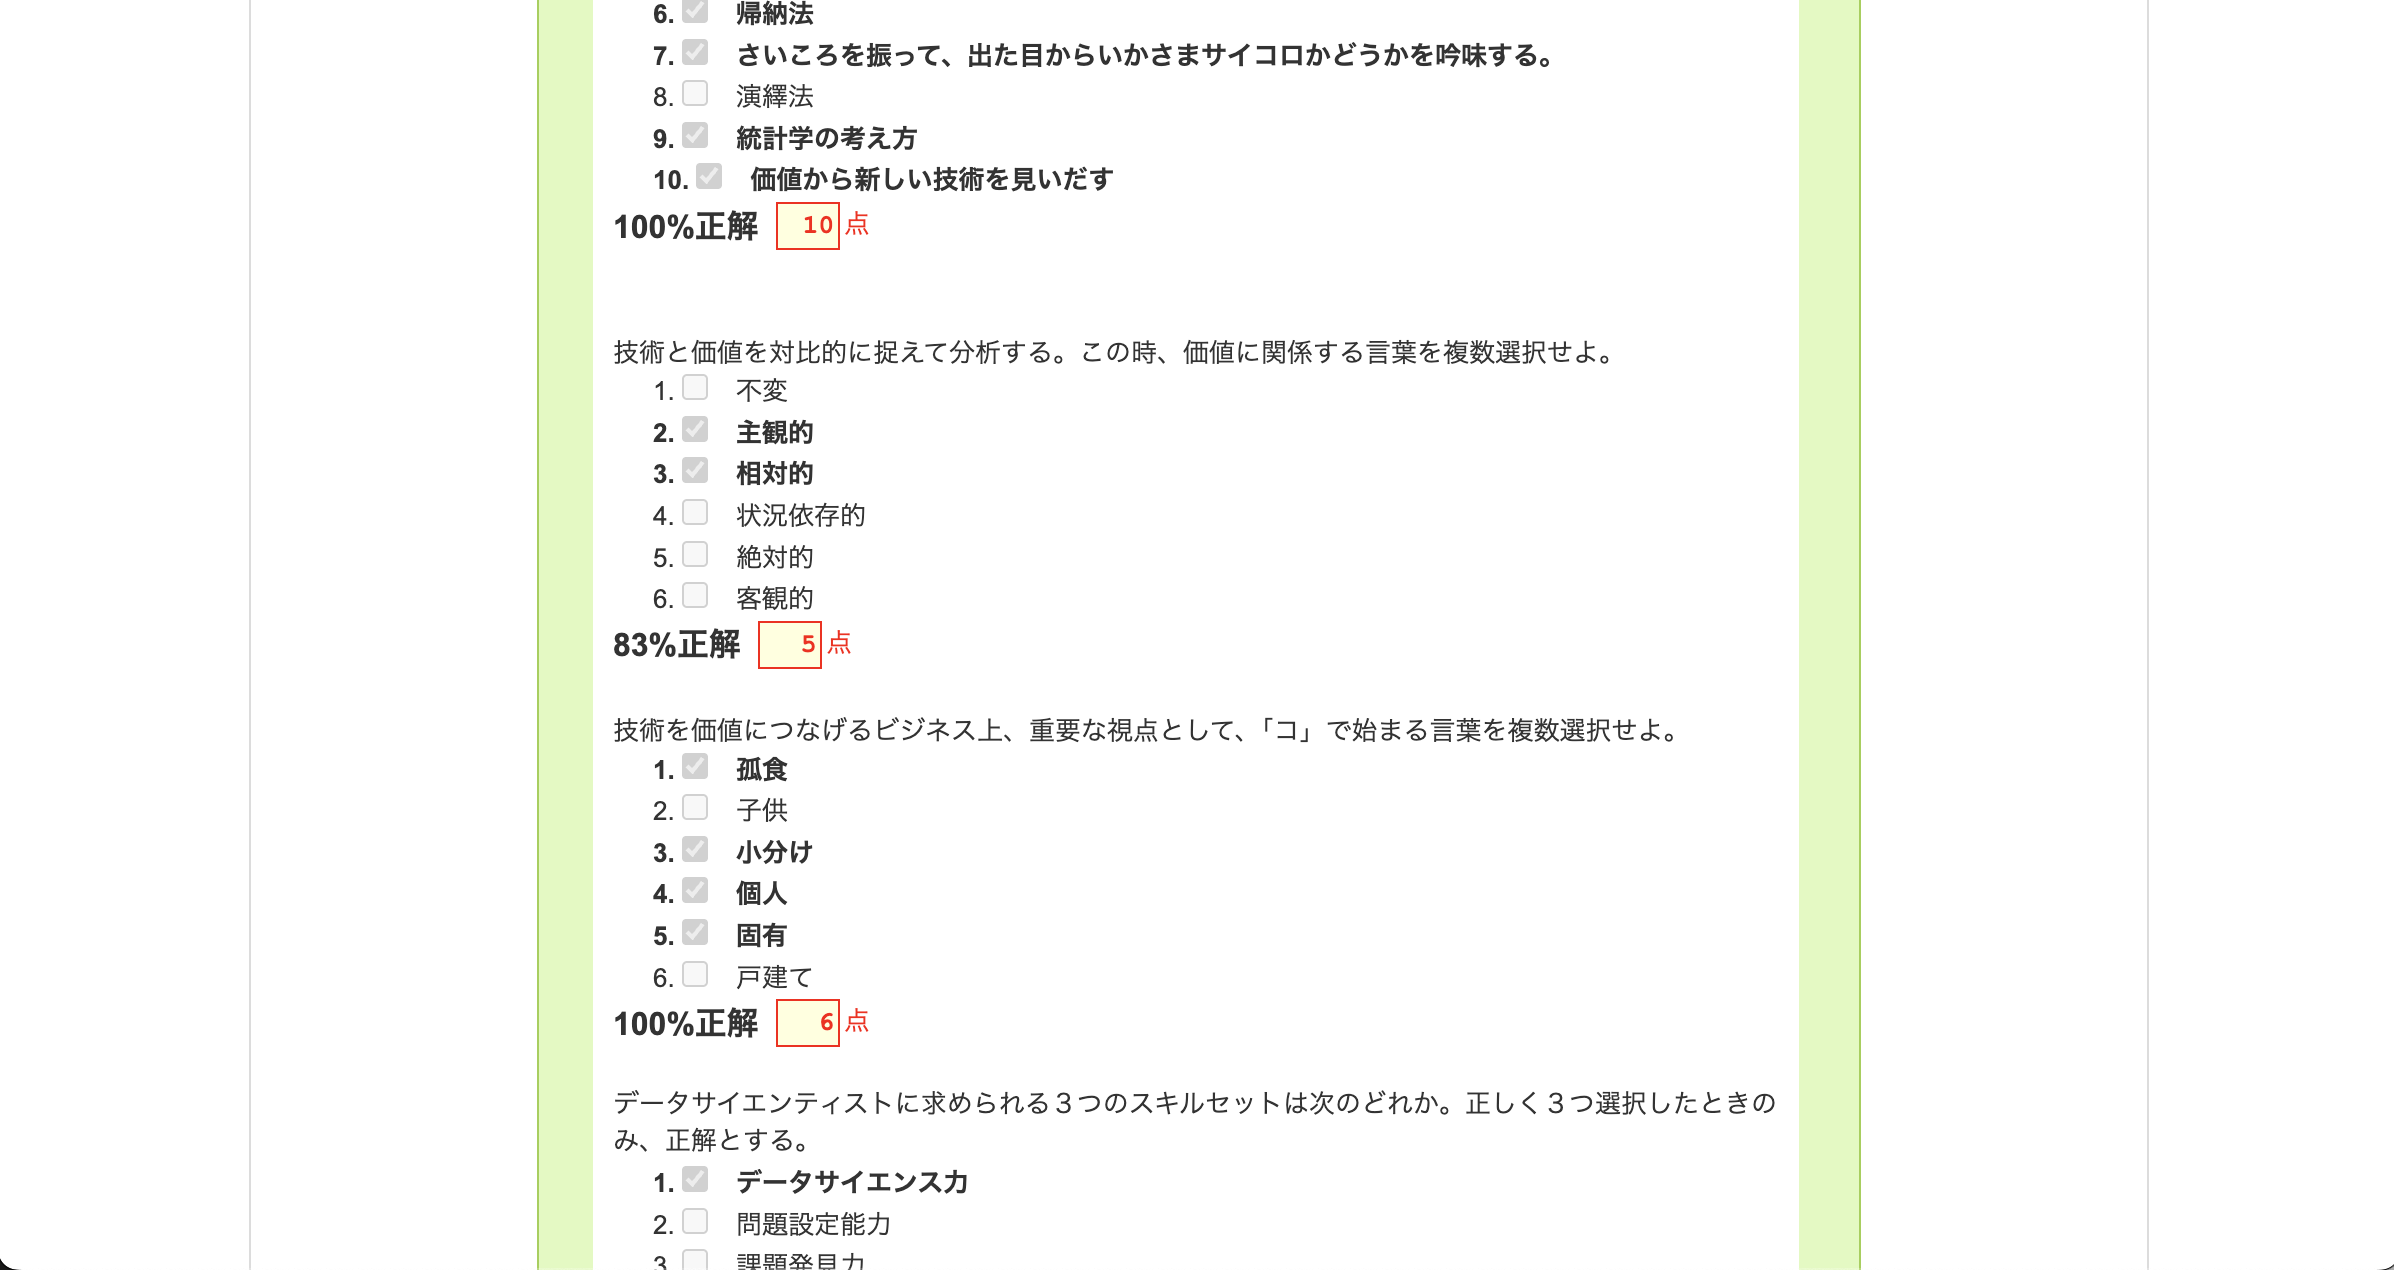 6. 帰納法
7. さいころを振って、出た目からいかさまサイコロかどうかを吟味する。
8. 演繹法
9. 統計学の考え方
10. 価値から新しい技術を見いだす
100%正解 10 点
技術と価値を対比的に捉えて分析する。この時、価値に関係する言葉を複数選択せよ。
1. 不変
2. 主観的
3. 相対的
4. 状況依存的
5. 絶対的
6. 客観的
83%正解 5 点
技術を価値につなげるビジネス上、重要な視点として、「コ」で始まる言葉を複数選択せよ。
1. 孤食
2. 子供
3. 小分け
4. 個人
5. 固有
6. 戸建て
100%正解 6 点
データサイエンティストに求められる３つのスキルセットは次のどれか。正しく３つ選択したときの
み、正解とする。
1. データサイエンス力
2. 問題設定能力
3. 課題発見力